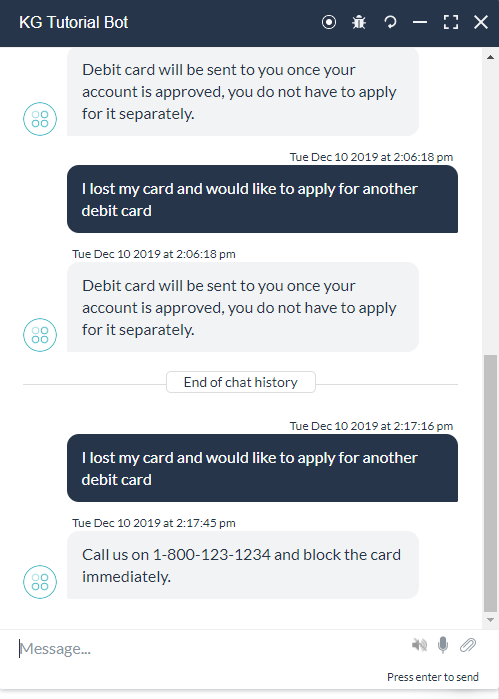 KG Tutorial Bot
Debit card will be sent to you once your
account is approved, you do not have to apply
for it separately.
Tue Dec 10 2019 at 2:06:18 pm
I lost my card and would like to apply for another
debit card
Tue Dec 10 2019 at 2:06:18 pm
Debit card will be sent to you once your
account is approved, you do not have to apply
for it separately.
End of chat history
Tue Dec 10 2019 at 2:17:16 pm
I lost my card and would like to apply for another
debit card
Tue Dec 10 2019 at 2:17:45 pm
Call us on 1-800-123-1234 and block the card
immediately.
Message...
Press enter to send